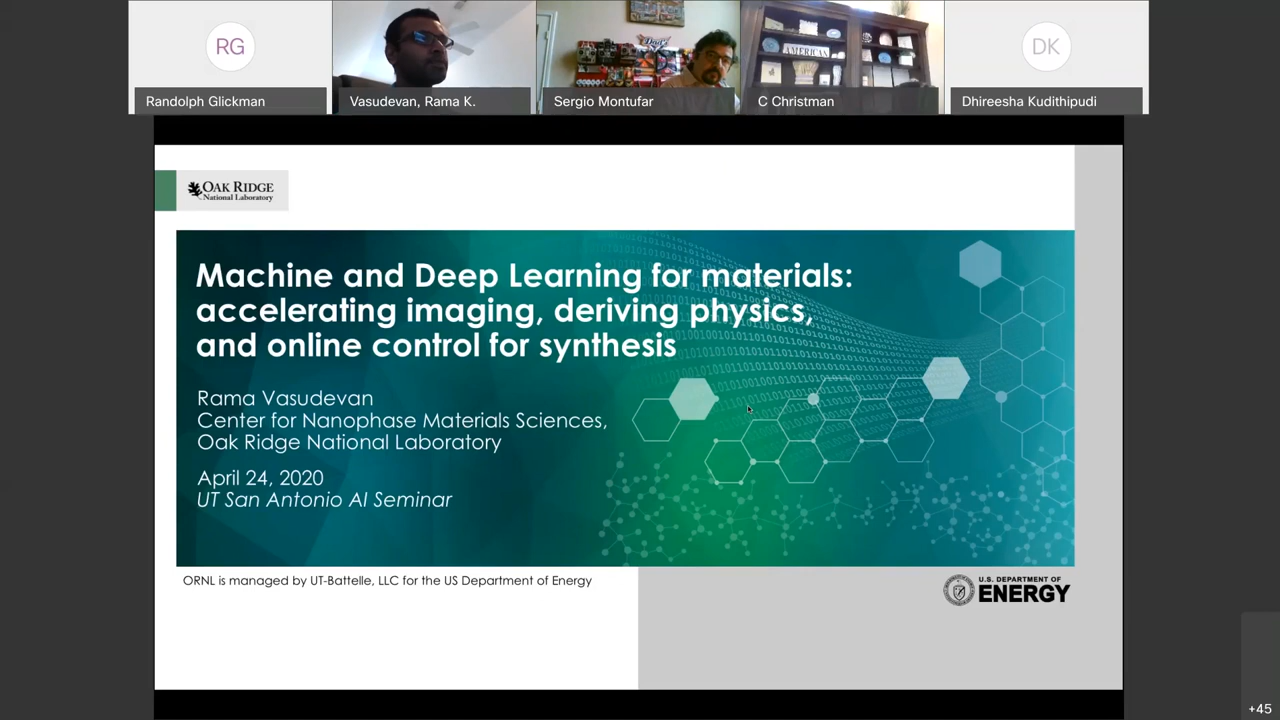 RG
DK
Randolph Glickman
Vasudevan, Rama K.
Sergio Montufar
C Christman
Dhireesha Kudithipudi
AMERICAN
OAK RIDGE
National Laboratory
Machine and Deep Learning for materials:
accelerating imaging, deriving physics,
and online control for synthesis
Rama Vasudevan
Center for Nanophase Materials Sciences,
Oak Ridge National Laboratory
April 24, 2020
UT San Antonio AI Seminar
ORNL is managed by UT-Battelle, LLC for the US Department of Energy
U.S. DEPARTMENT OF
ENERGY
+45